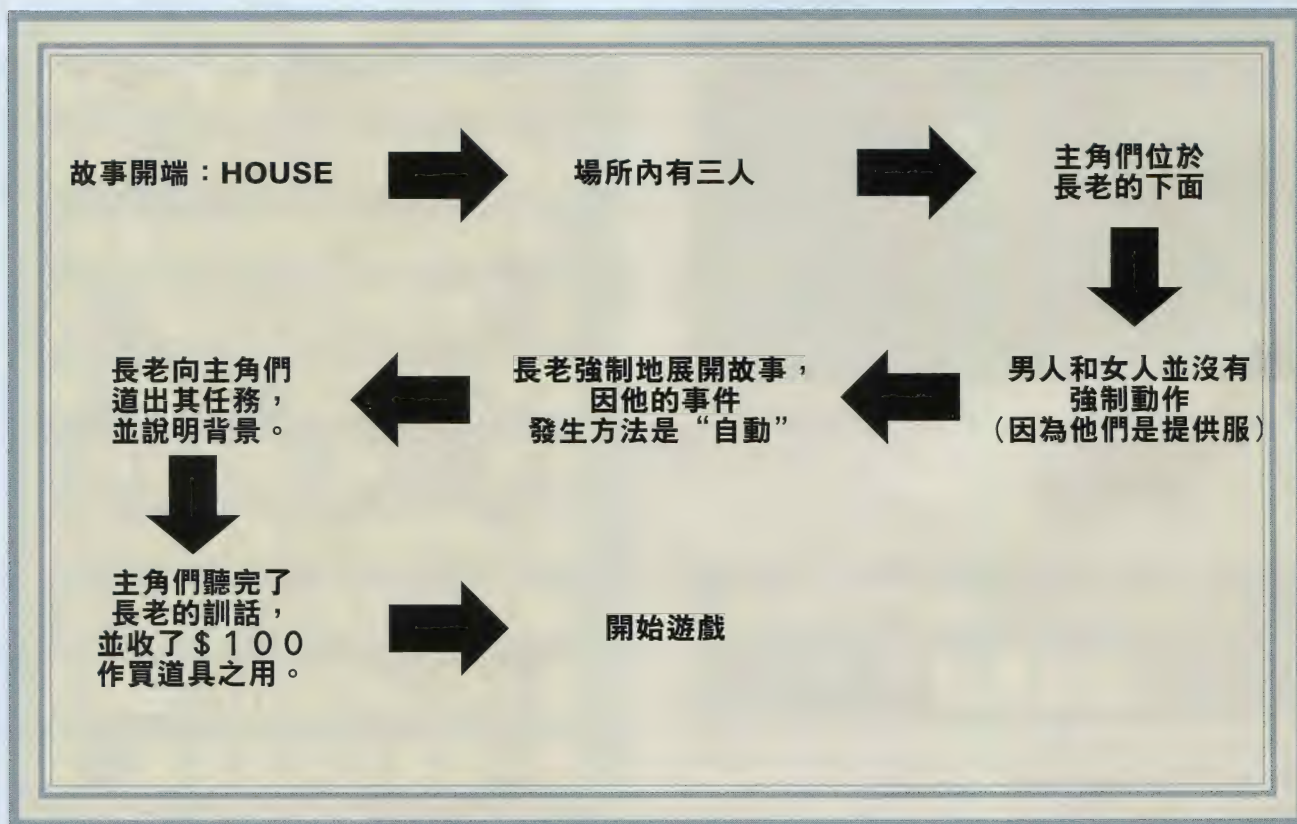 故事開端：HOUSE
場所內有三人
主角們位於
長老的下面
男人和女人並沒有
強制動作
（因為他們是提供服）
長老強制地展開故事，
因他的事件
發生方法是“自動”
長老向主角們
道出其任務，
並說明背景。
主角們聽完了
長老的訓話，
並收了＄１００
作買道具之用。
開始遊戲